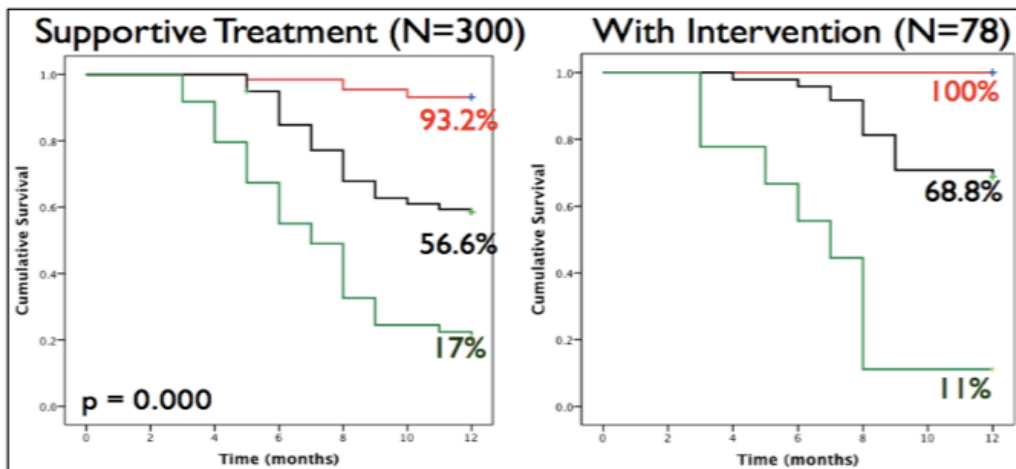 Supportive Treatment (N=300)
1.0
0.8
0.6
0.4
0.2
0.0
Cumulative Survival
93.2%
56.6%
17%
p = 0.000
0 2 4 6 8 10 12
Time (months)
With Intervention (N=78)
1.0
0.8
0.6
0.4
0.2
0.0
Cumulative Survival
100%
68.8%
11%
0 2 4 6 8 10 12
Time (months)